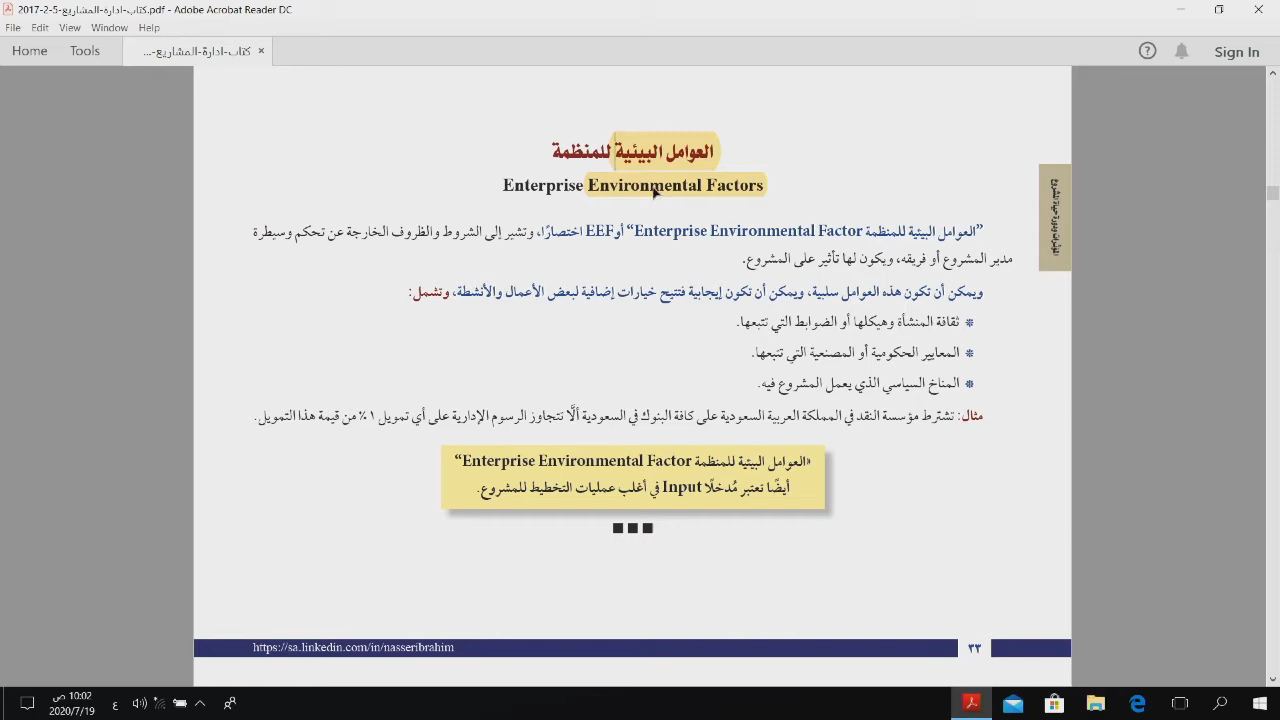 كتاب-ادارة-المشاريع-5-2-2017.pdf - Adobe Acrobat Reader DC
File Edit View Window Help
Home Tools كتاب-ادارة-المشاريع-... × Sign In
العوامل البيئية للمنظمة
Enterprise Environmental Factors
”العوامل البيئية للمنظمة Enterprise Environmental Factor“ أو EEF اختصارًا، وتشير إلى الشروط والظروف الخارجة عن تحكم وسيطرة
مدير المشروع أو فريقه، ويكون لها تأثير على المشروع.
ويمكن أن تكون هذه العوامل سلبية، ويمكن أن تكون إيجابية فتتيح خيارات إضافية لبعض الأعمال والأنشطة، وتشمل:
❊ ثقافة المنشأة وهيكلها أو الضوابط التي تتبعها.
❊ المعايير الحكومية أو المصنعية التي تتبعها.
❊ المناخ السياسي الذي يعمل المشروع فيه.
مثال: تشترط مؤسسة النقد في المملكة العربية السعودية على كافة البنوك في السعودية ألَّا تتجاوز الرسوم الإدارية على أي تمويل ١٪ من قيمة هذا التمويل.
«العوامل البيئية للمنظمة Enterprise Environmental Factor“
أيضًا تعتبر مُدخلًا Input في أغلب عمليات التخطيط للمشروع.
المؤثرات ودورة حياة المشروع
https://sa.linkedin.com/in/nasseribrahim
٣٣
10:02 ص
2020/7/19
ع